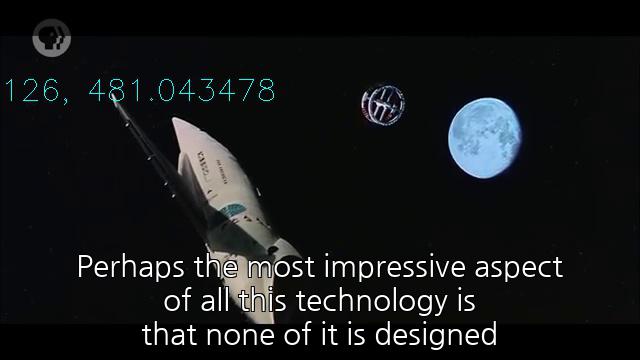 126, 481.043478
Perhaps the most impressive aspect
of all this technology is
that none of it is designed